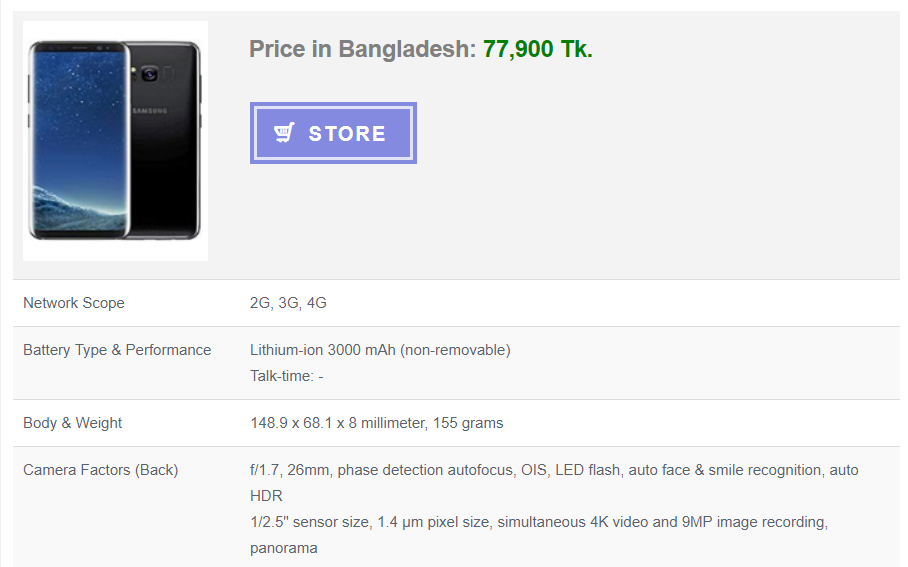 Price in Bangladesh: 77,900 Tk.
SAMSUNG
STORE
Network Scope
2G, 3G, 4G
Battery Type & Performance
Lithium-ion 3000 mAh (non-removable)
Talk-time: -
Body & Weight
148.9 x 68.1 x 8 millimeter, 155 grams
Camera Factors (Back)
f/1.7, 26mm, phase detection autofocus, OIS, LED flash, auto face & smile recognition, auto
HDR
1/2.5" sensor size, 1.4 µm pixel size, simultaneous 4K video and 9MP image recording,
panorama